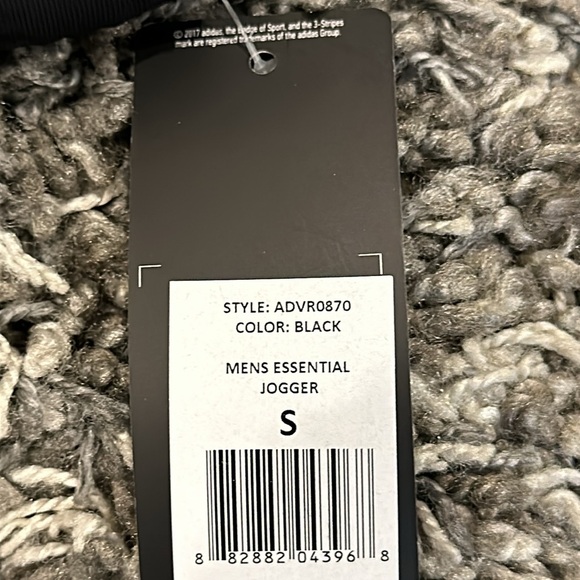 © 2017 adidas, the Badge of Sport, and the 3-Stripes
mark are registered trademarks of the adidas Group.
STYLE: ADVR0870
COLOR: BLACK
MENS ESSENTIAL
JOGGER
S
8 82882 04396 8